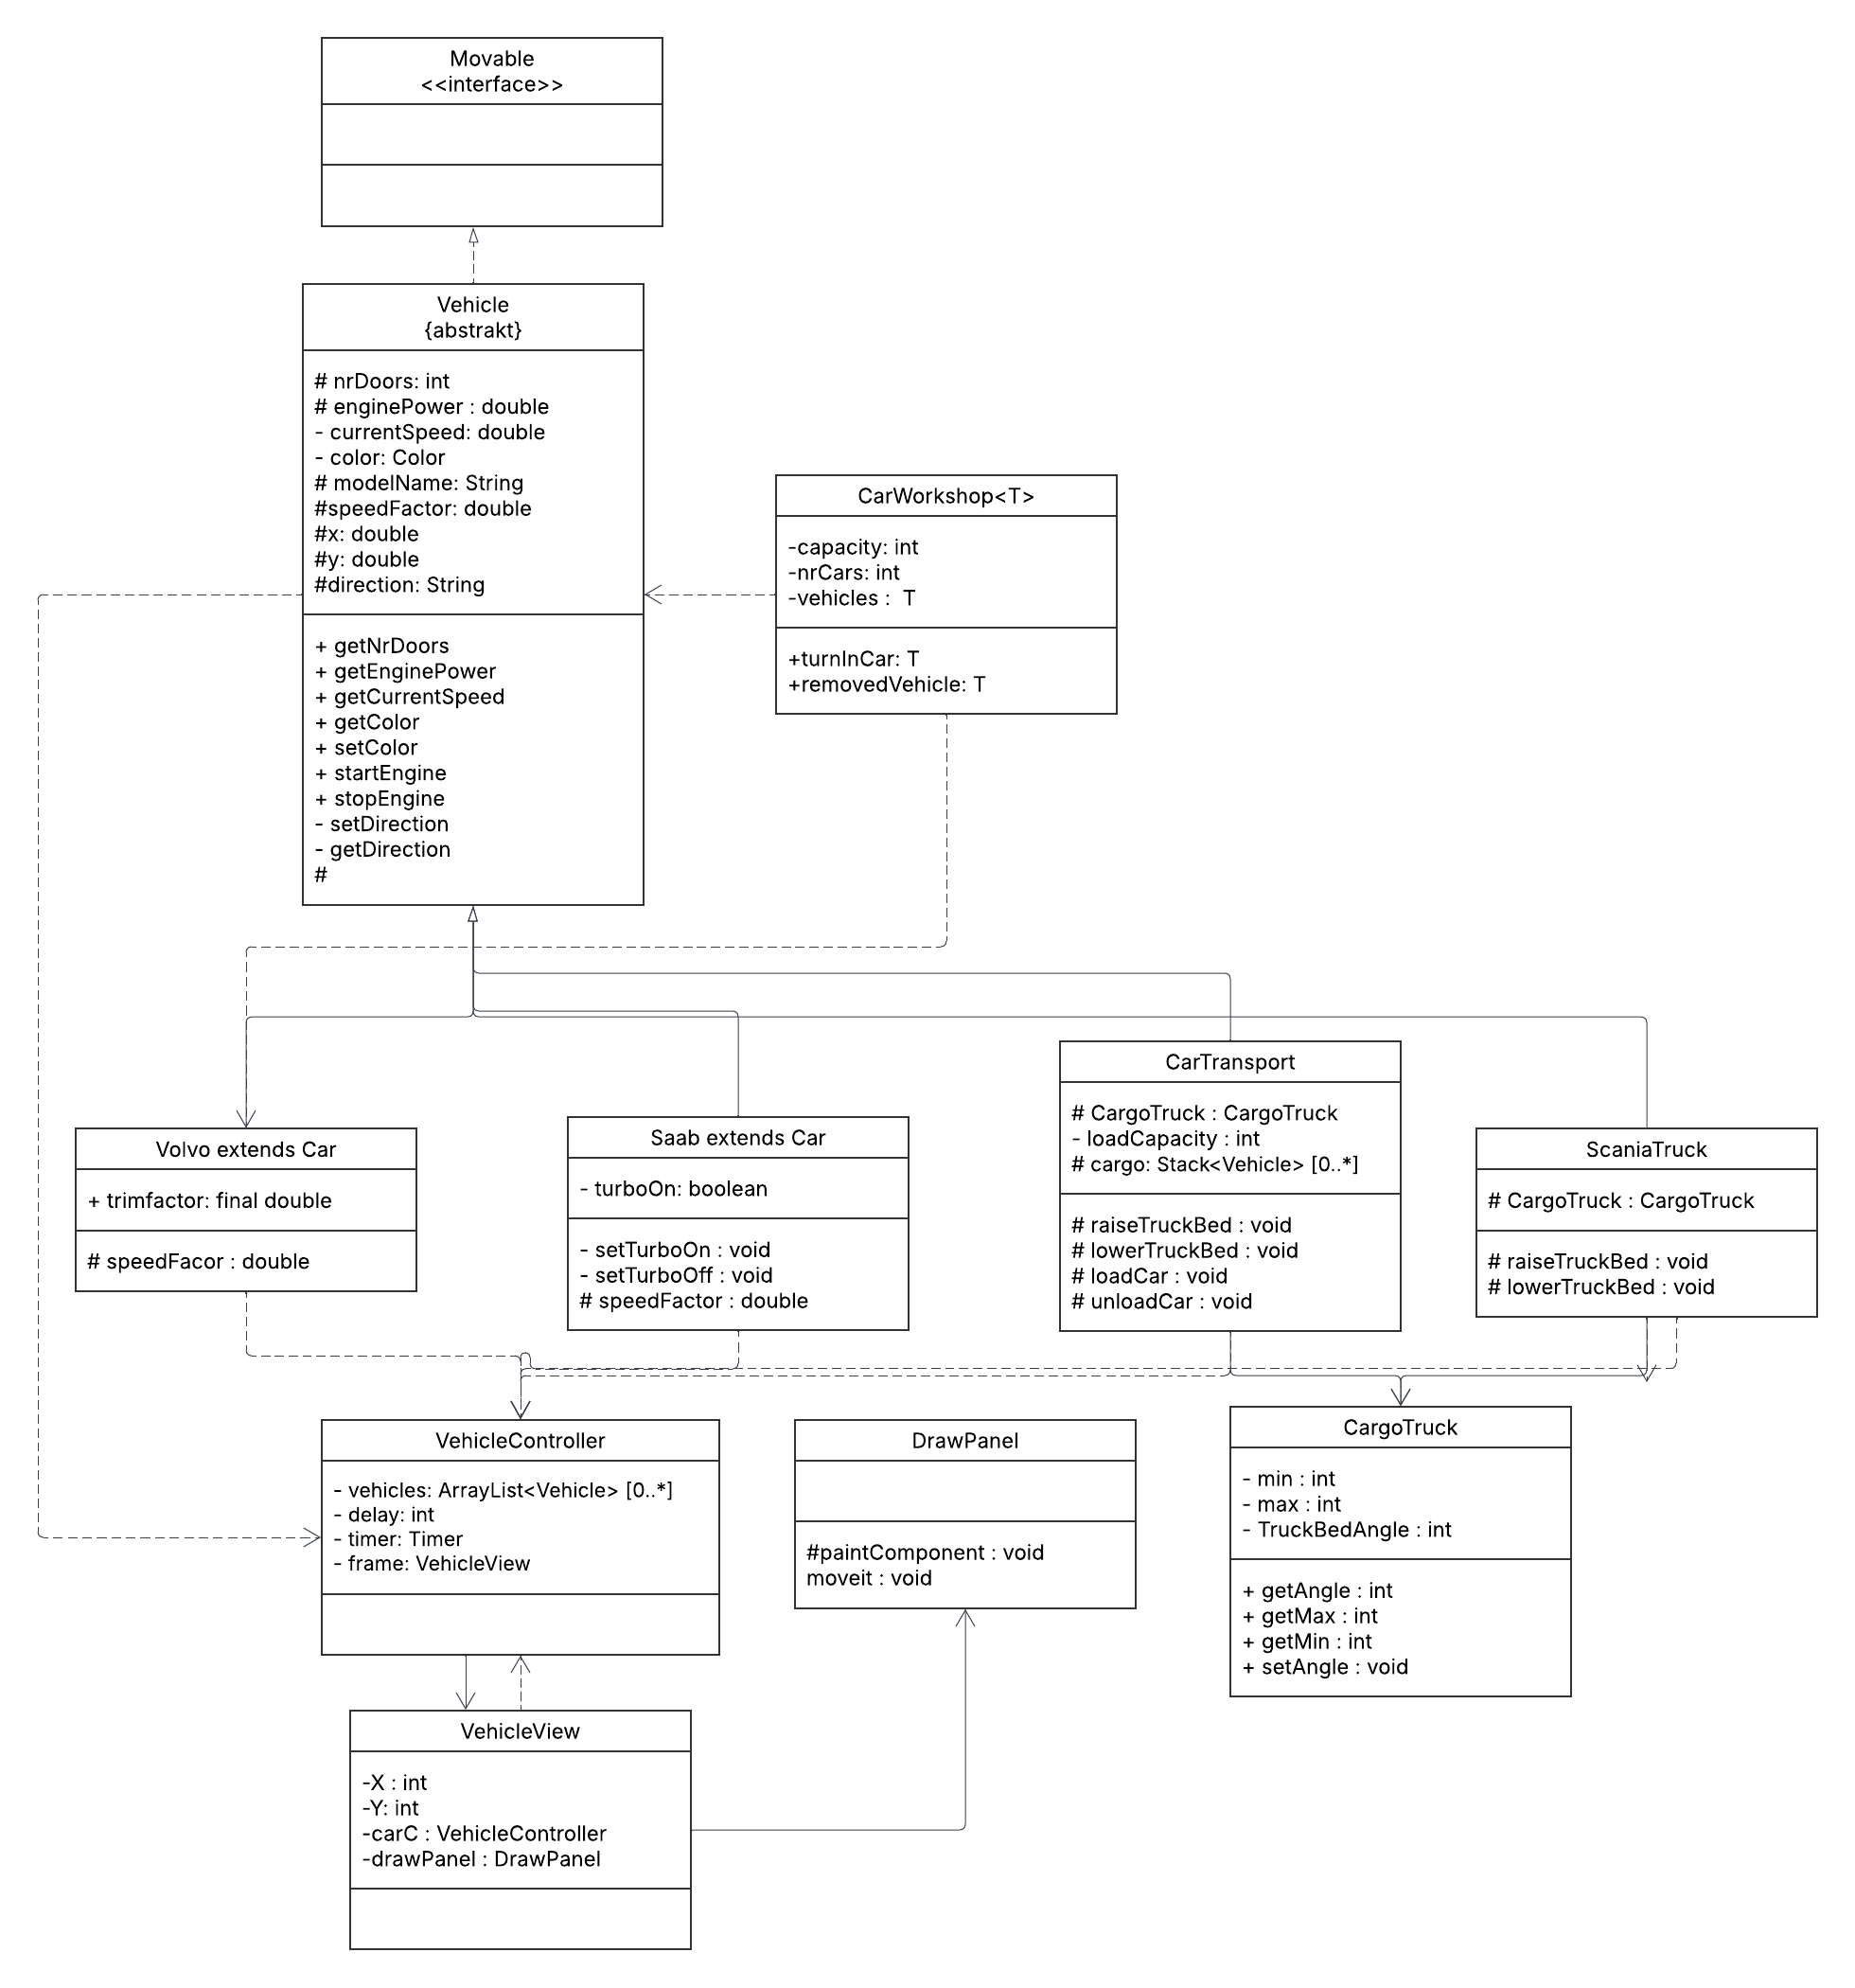 Movable
<<interface>>
Vehicle
{abstrakt}
# nrDoors: int
# enginePower : double
- currentSpeed: double
- color: Color
# modelName: String
#speedFactor: double
#x: double
#y: double
#direction: String
+ getNrDoors
+ getEnginePower
+ getCurrentSpeed
+ getColor
+ setColor
+ startEngine
+ stopEngine
- setDirection
- getDirection
#
CarWorkshop<T>
-capacity: int
-nrCars: int
-vehicles :  T
+turnInCar: T
+removedVehicle: T
Volvo extends Car
+ trimfactor: final double
# speedFacor : double
Saab extends Car
- turboOn: boolean
- setTurboOn : void
- setTurboOff : void
# speedFactor : double
CarTransport
# CargoTruck : CargoTruck
- loadCapacity : int
# cargo: Stack<Vehicle> [0..*]
# raiseTruckBed : void
# lowerTruckBed : void
# loadCar : void
# unloadCar : void
ScaniaTruck
# CargoTruck : CargoTruck
# raiseTruckBed : void
# lowerTruckBed : void
VehicleController
- vehicles: ArrayList<Vehicle> [0..*]
- delay: int
- timer: Timer
- frame: VehicleView
DrawPanel
#paintComponent : void
moveit : void
CargoTruck
- min : int
- max : int
- TruckBedAngle : int
+ getAngle : int
+ getMax : int
+ getMin : int
+ setAngle : void
VehicleView
-X : int
-Y: int
-carC : VehicleController
-drawPanel : DrawPanel